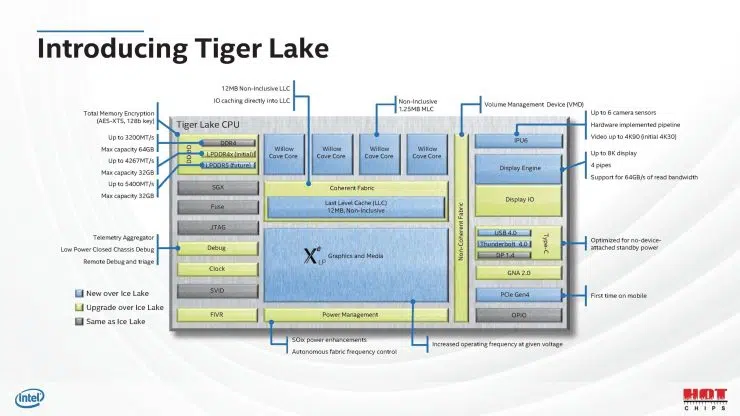 Introducing Tiger Lake
12MB Non-Inclusive LLC
IO caching directly into LLC
Non-Inclusive
1.25MB MLC
Volume Management Device (VMD)
Total Memory Encryption
(AES-XTS, 128b key)
Up to 3200MT/s
Max capacity 64GB
Up to 4267MT/s
Max capacity 32GB
Up to 5400MT/s
Max capacity 32GB
Telemetry Aggregator
Low Power Closed Chassis Debug
Remote Debug and triage
New over Ice Lake
Upgrade over Ice Lake
Same as Ice Lake
Tiger Lake CPU
DDR4
LPDDR4x (initial)
LPDDR5 (future)
SGX
Fuse
JTAG
Debug
Clock
SVID
FIVR
Willow
Cove Core
Willow
Cove Core
Willow
Cove Core
Willow
Cove Core
Coherent Fabric
Last Level Cache (LLC)
12MB, Non-Inclusive
Xe
LP
Graphics and Media
Power Management
Non-Coherent Fabric
IPU6
Display Engine
Display IO
USB 4.0
Thunderbolt 4.0
DP 1.4
Type-C
GNA 2.0
PCIe Gen4
OPIO
Up to 6 camera sensors
Hardware implemented pipeline
Video up to 4K90 (initial 4K30)
Up to 8K display
4 pipes
Support for 64GB/s of read bandwidth
Optimized for no-device-
attached standby power
First time on mobile
S0ix power enhancements
Autonomous fabric frequency control
Increased operating frequency at given voltage
intel
HOT
CHIPS